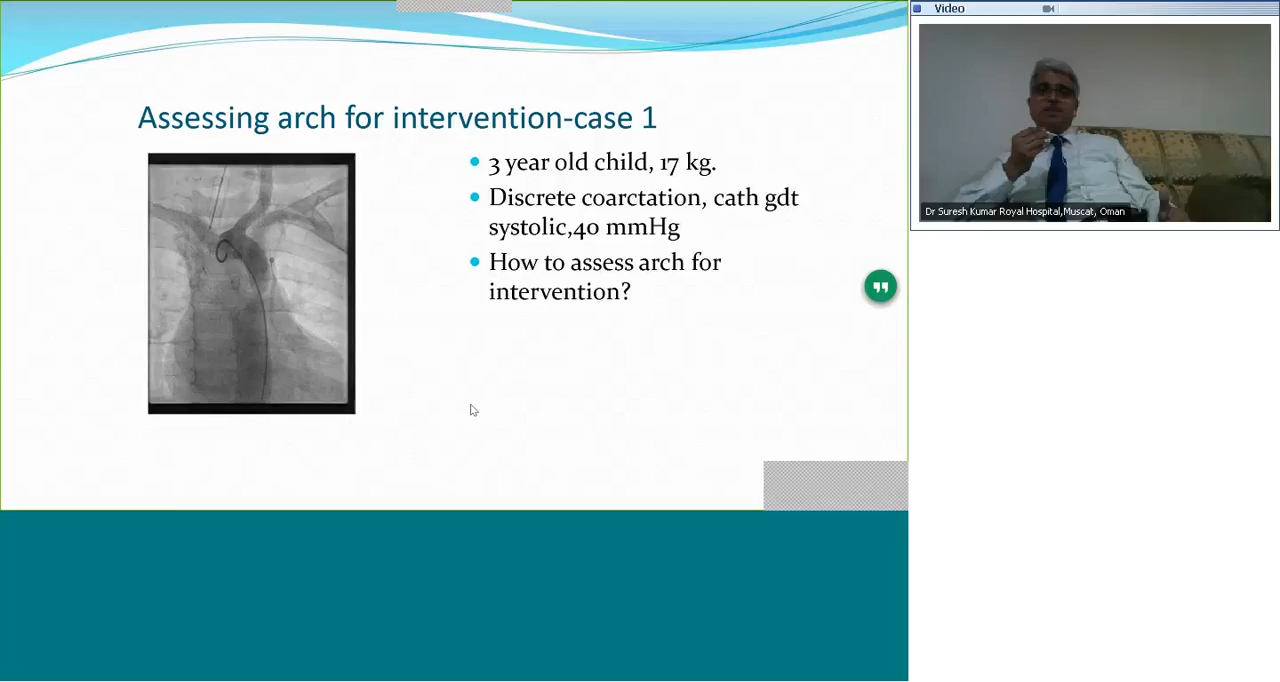 Assessing arch for intervention-case 1
3 year old child, 17 kg.
Discrete coarctation, cath gdt
systolic,40 mmHg
How to assess arch for
intervention?
Video
Dr Suresh Kumar Royal Hospital,Muscat, Oman